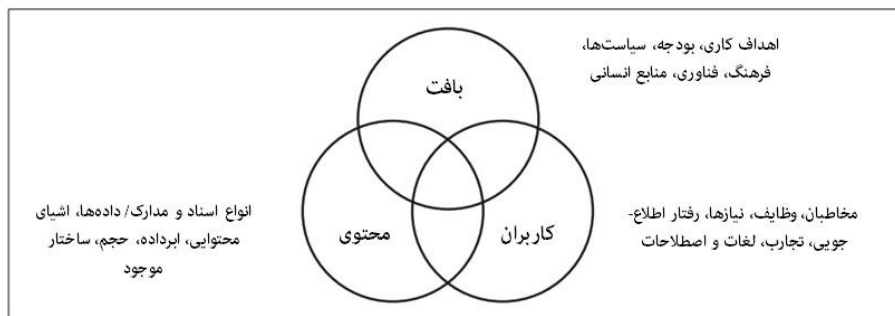 اهداف کاری، بودجه، سیاست‌ها،
فرهنگ، فناوری، منابع انسانی
بافت
مخاطبان، وظایف، نیازها، رفتار اطلاع-
جویی، تجارب، لغات و اصطلاحات
کاربران
محتوی
انواع اسناد و مدارک/ داده‌ها، اشیای
محتوایی، ابرداده، حجم، ساختار
موجود